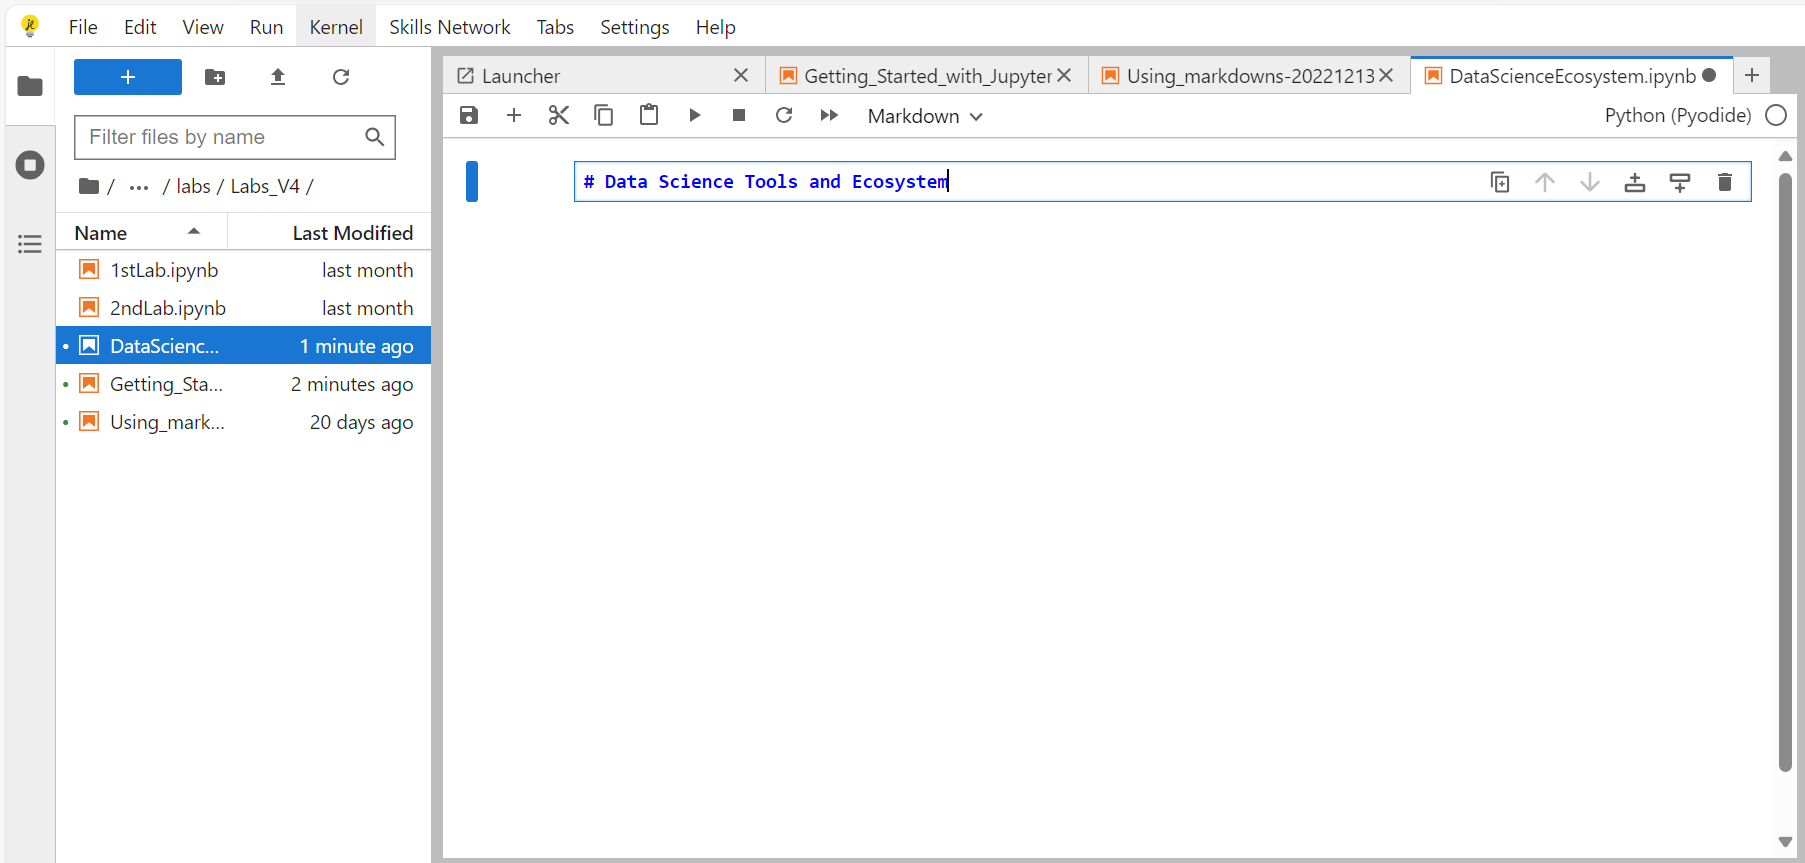 File Edit View Run Kernel Skills Network Tabs Settings Help
+
Filter files by name
/ ... / labs / Labs_V4 /
Name Last Modified
1stLab.ipynb last month
2ndLab.ipynb last month
DataScienc... 1 minute ago
Getting_Sta... 2 minutes ago
Using_mark... 20 days ago
Launcher Getting_Started_with_Jupyter Using_markdowns-20221213 DataScienceEcosystem.ipynb
Markdown Python (Pyodide)
# Data Science Tools and Ecosystem